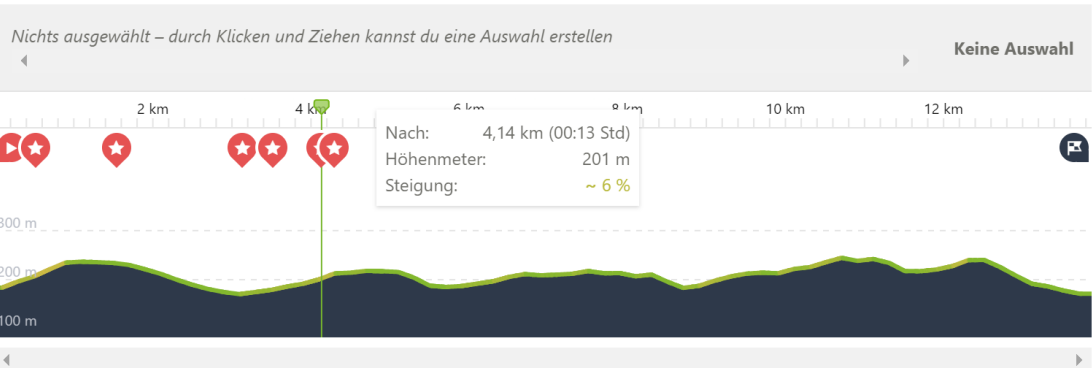 Nichts ausgewählt – durch Klicken und Ziehen kannst du eine Auswahl erstellen
Keine Auswahl
2 km 4 km 6 km 8 km 10 km 12 km
Nach: 4,14 km (00:13 Std)
Höhenmeter: 201 m
Steigung: ~ 6 %
300 m
200 m
100 m